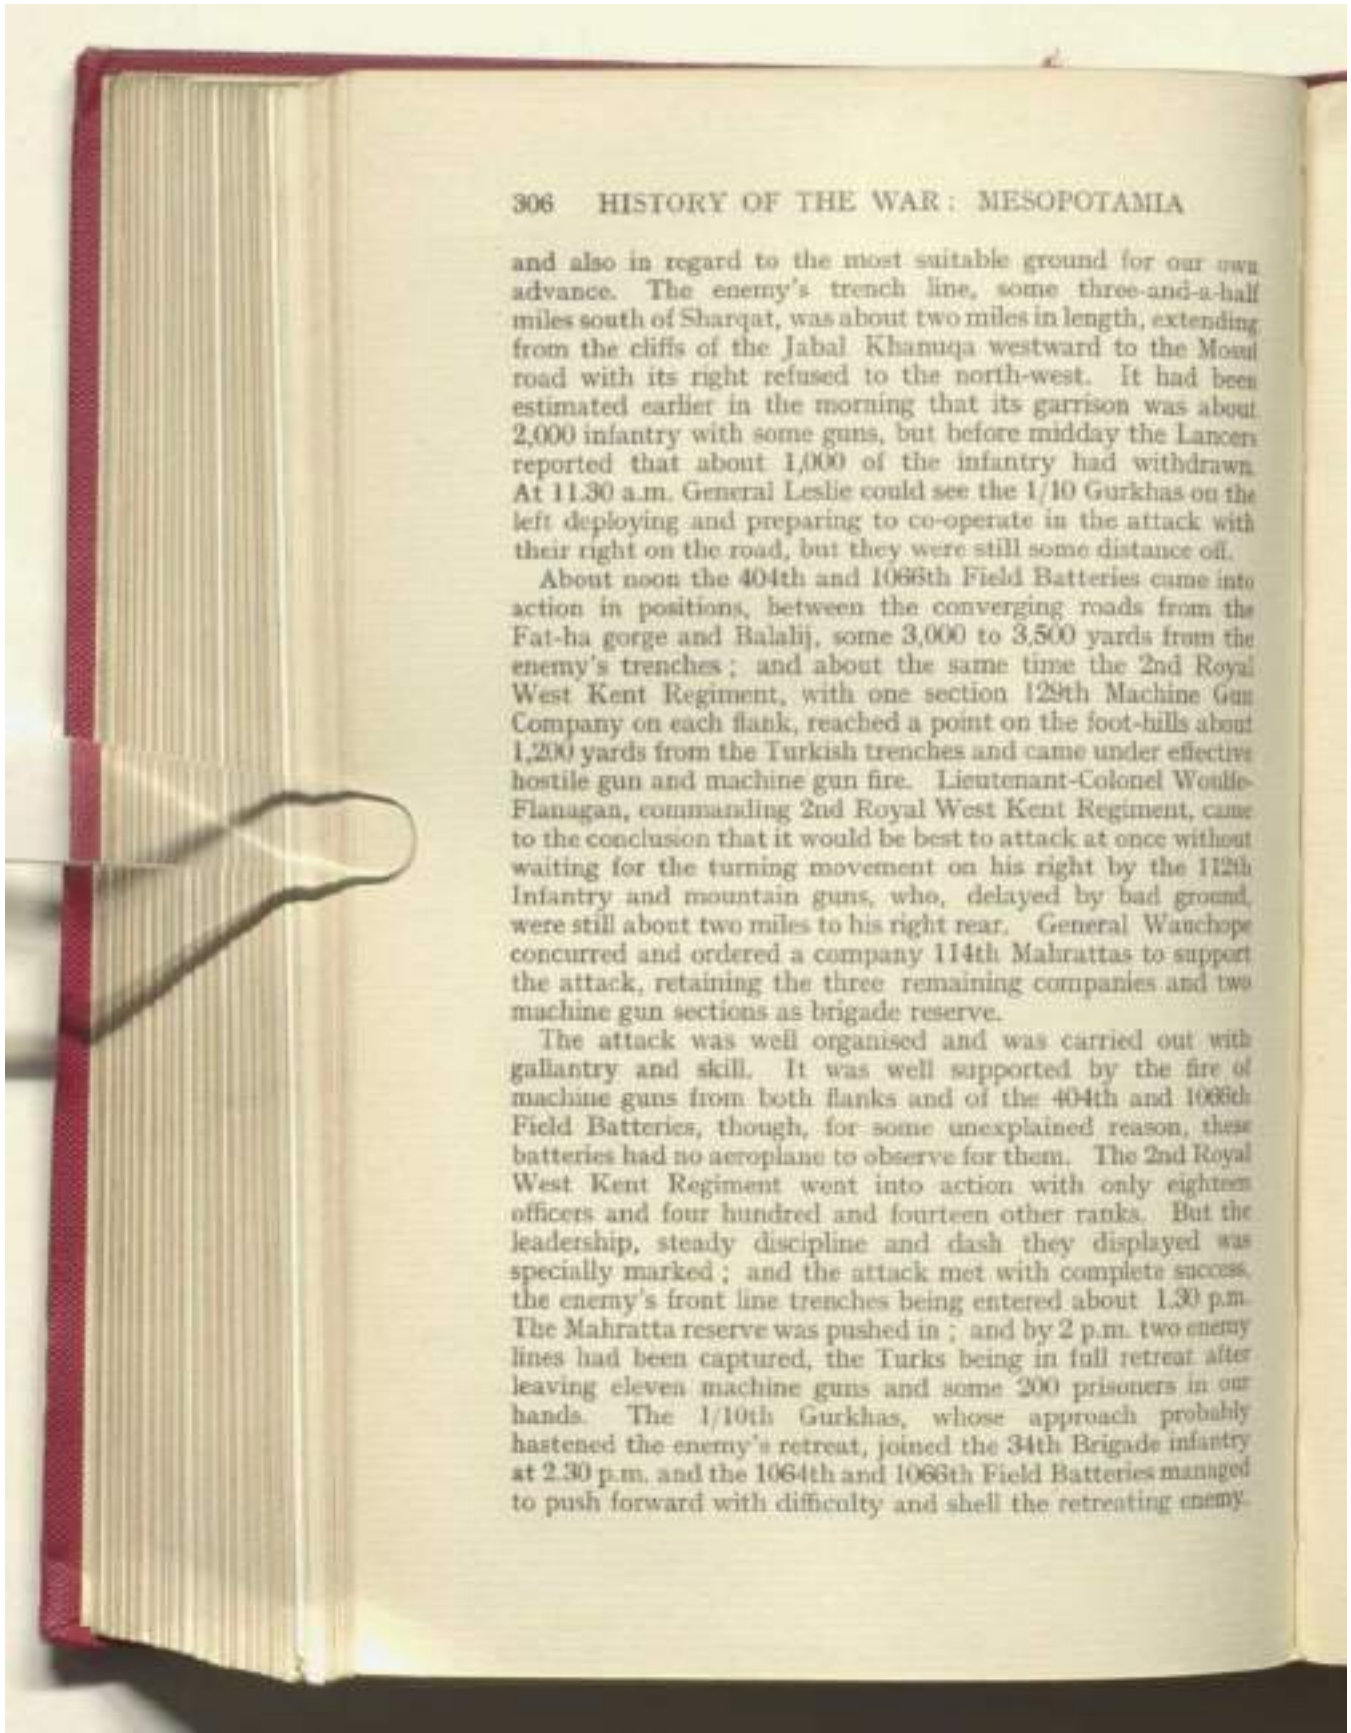 306 HISTORY OF THE WAR: MESOPOTAMIA
and also in regard to the most suitable ground for our own
advance. The enemy's trench line, some three-and-a-half
miles south of Sharqat, was about two miles in length, extending
from the cliffs of the Jabal Khanuqa westward to the Mosul
road with its right refused to the north-west. It had been
estimated earlier in the morning that its garrison was about
2,000 infantry with some guns, but before midday the Lancers
reported that about 1,000 of the infantry had withdrawn.
At 11.30 a.m. General Leslie could see the 1/10 Gurkhas on the
left deploying and preparing to co-operate in the attack with
their right on the road, but they were still some distance off.
About noon the 404th and 1066th Field Batteries came into
action in positions, between the converging roads from the
Fat-ha gorge and Balalij, some 3,000 to 3,500 yards from the
enemy's trenches; and about the same time the 2nd Royal
West Kent Regiment, with one section 129th Machine Gun
Company on each flank, reached a point on the foot-hills about
1,200 yards from the Turkish trenches and came under effective
hostile gun and machine gun fire. Lieutenant-Colonel Woulfe-
Flanagan, commanding 2nd Royal West Kent Regiment, came
to the conclusion that it would be best to attack at once without
waiting for the turning movement on his right by the 112th
Infantry and mountain guns, who, delayed by bad ground,
were still about two miles to his right rear. General Wauchope
concurred and ordered a company 114th Mahrattas to support
the attack, retaining the three remaining companies and two
machine gun sections as brigade reserve.
The attack was well organised and was carried out with
gallantry and skill. It was well supported by the fire of
machine guns from both flanks and of the 404th and 1066th
Field Batteries, though, for some unexplained reason, these
batteries had no aeroplane to observe for them. The 2nd Royal
West Kent Regiment went into action with only eighteen
officers and four hundred and fourteen other ranks. But the
leadership, steady discipline and dash they displayed was
specially marked; and the attack met with complete success,
the enemy's front line trenches being entered about 1.30 p.m.
The Mahratta reserve was pushed in; and by 2 p.m. two enemy
lines had been captured, the Turks being in full retreat after
leaving eleven machine guns and some 200 prisoners in our
hands. The 1/10th Gurkhas, whose approach probably
hastened the enemy's retreat, joined the 34th Brigade infantry
at 2.30 p.m. and the 1064th and 1066th Field Batteries managed
to push forward with difficulty and shell the retreating enemy.